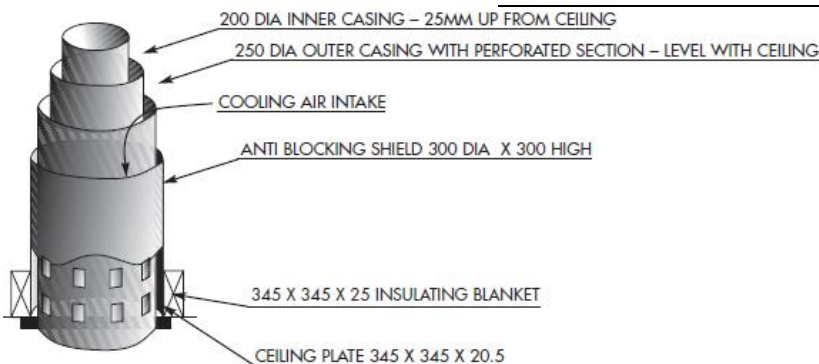 200 DIA INNER CASING – 25MM UP FROM CEILING
250 DIA OUTER CASING WITH PERFORATED SECTION – LEVEL WITH CEILING
COOLING AIR INTAKE
ANTI BLOCKING SHIELD 300 DIA X 300 HIGH
345 X 345 X 25 INSULATING BLANKET
CEILING PLATE 345 X 345 X 20.5